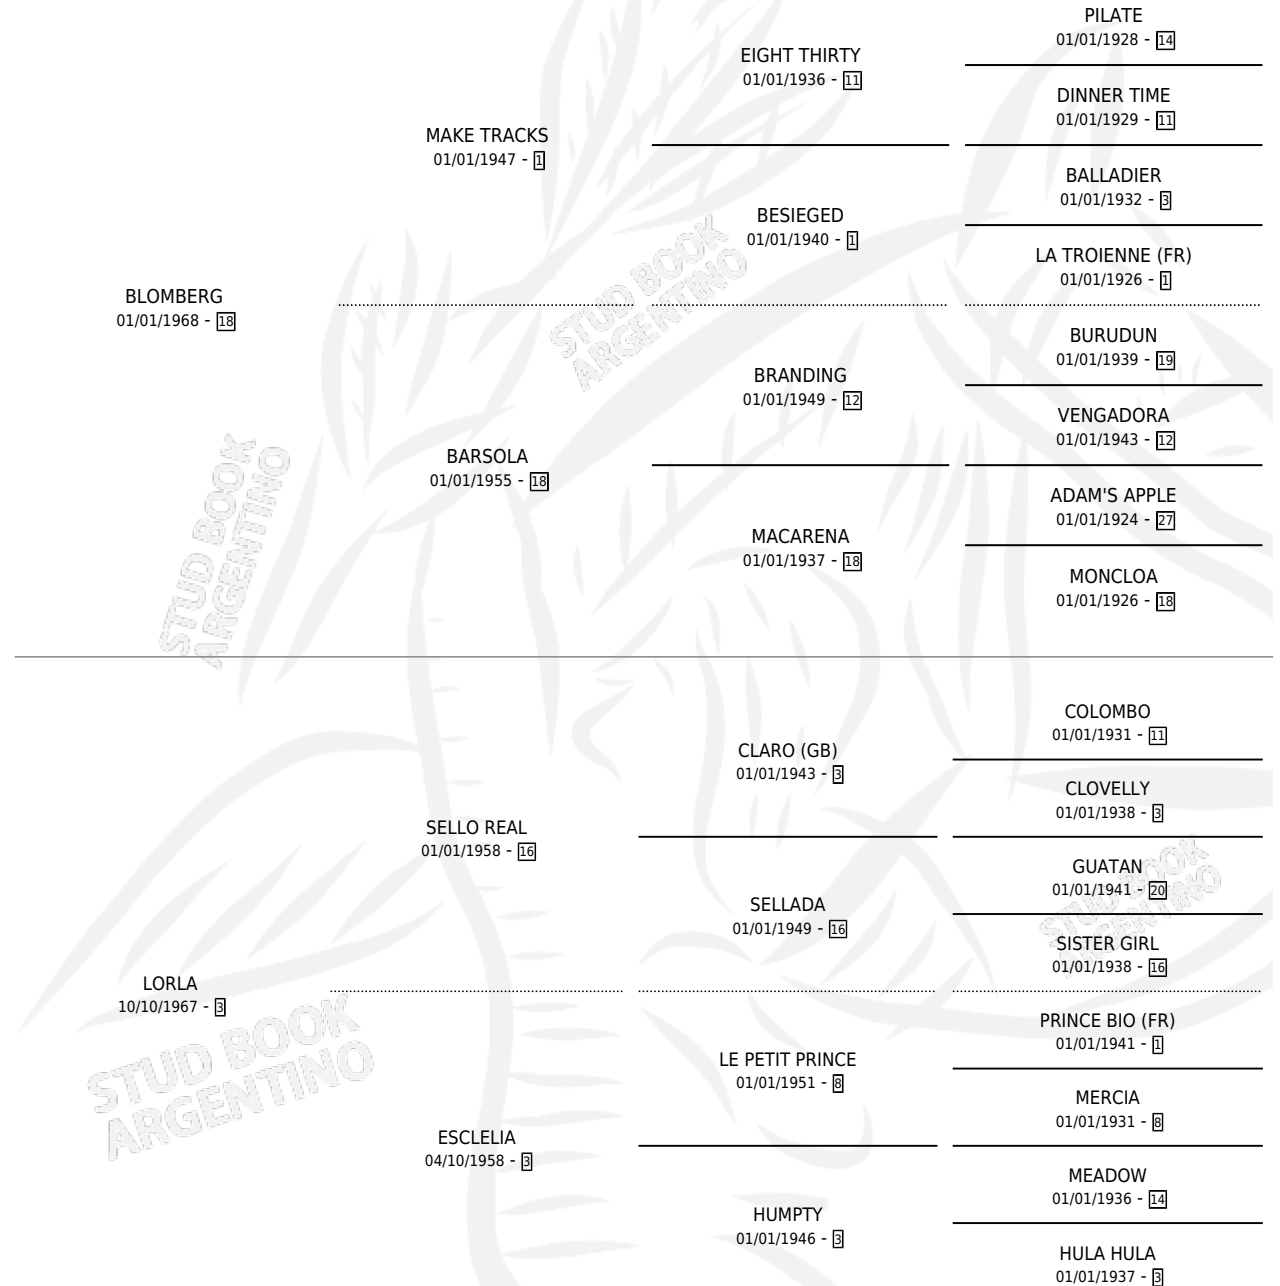 PILATE
01/01/1928 - 14
EIGHT THIRTY
01/01/1936 - 11
DINNER TIME
01/01/1929 - 11
MAKE TRACKS
01/01/1947 - 1
BALLADIER
01/01/1932 - 3
BESIEGED
01/01/1940 - 1
LA TROIENNE (FR)
01/01/1926 - 1
BLOMBERG
01/01/1968 - 18
BURUDUN
01/01/1939 - 19
BRANDING
01/01/1949 - 12
VENGADORA
01/01/1943 - 12
BARSOLA
01/01/1955 - 18
ADAM'S APPLE
01/01/1924 - 27
MACARENA
01/01/1937 - 18
MONCLOA
01/01/1926 - 18
STUD BOOK
ARGENTINO
STUD BOOK
ARGENTINO
COLOMBO
01/01/1931 - 11
CLARO (GB)
01/01/1943 - 3
CLOVELLY
01/01/1938 - 3
SELLO REAL
01/01/1958 - 16
GUATAN
01/01/1941 - 20
SELLADA
01/01/1949 - 16
SISTER GIRL
01/01/1938 - 16
STUD BOOK
ARGENTINO
LORLA
10/10/1967 - 3
PRINCE BIO (FR)
01/01/1941 - 1
LE PETIT PRINCE
01/01/1951 - 8
MERCIA
01/01/1931 - 8
STUD BOOK
ARGENTINO
ESCLELIA
04/10/1958 - 3
MEADOW
01/01/1936 - 14
HUMPTY
01/01/1946 - 3
HULA HULA
01/01/1937 - 3